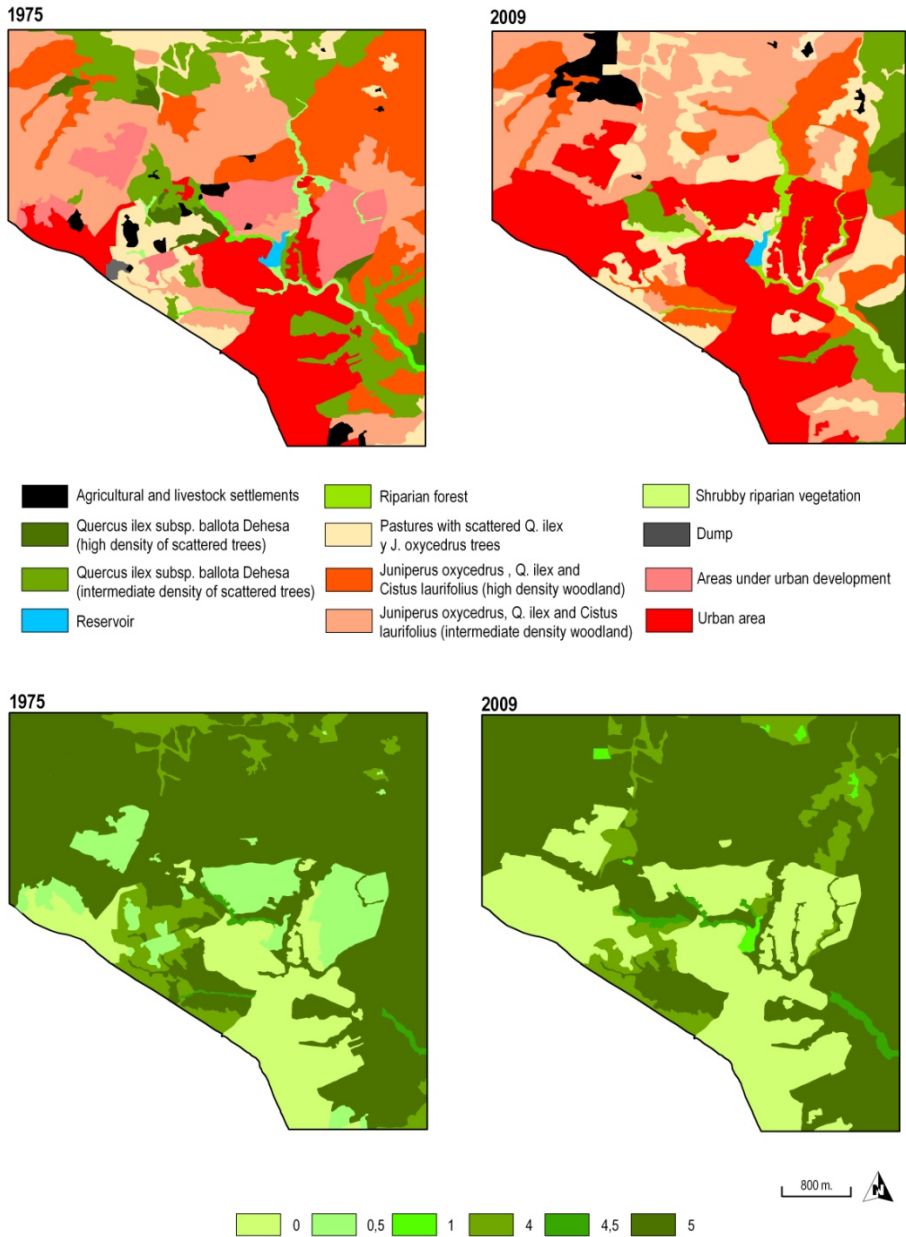 1975
2009
Agricultural and livestock settlements
Riparian forest
Shrubby riparian vegetation
Quercus ilex subsp. ballota Dehesa
(high density of scattered trees)
Pastures with scattered Q. ilex
y J. oxycedrus trees
Dump
Quercus ilex subsp. ballota Dehesa
(intermediate density of scattered trees)
Juniperus oxycedrus , Q. ilex and
Cistus laurifolius (high density woodland)
Areas under urban development
Reservoir
Juniperus oxycedrus, Q. ilex and Cistus
laurifolius (intermediate density woodland)
Urban area
1975
2009
800 m.
N
0
0,5
1
4
4,5
5